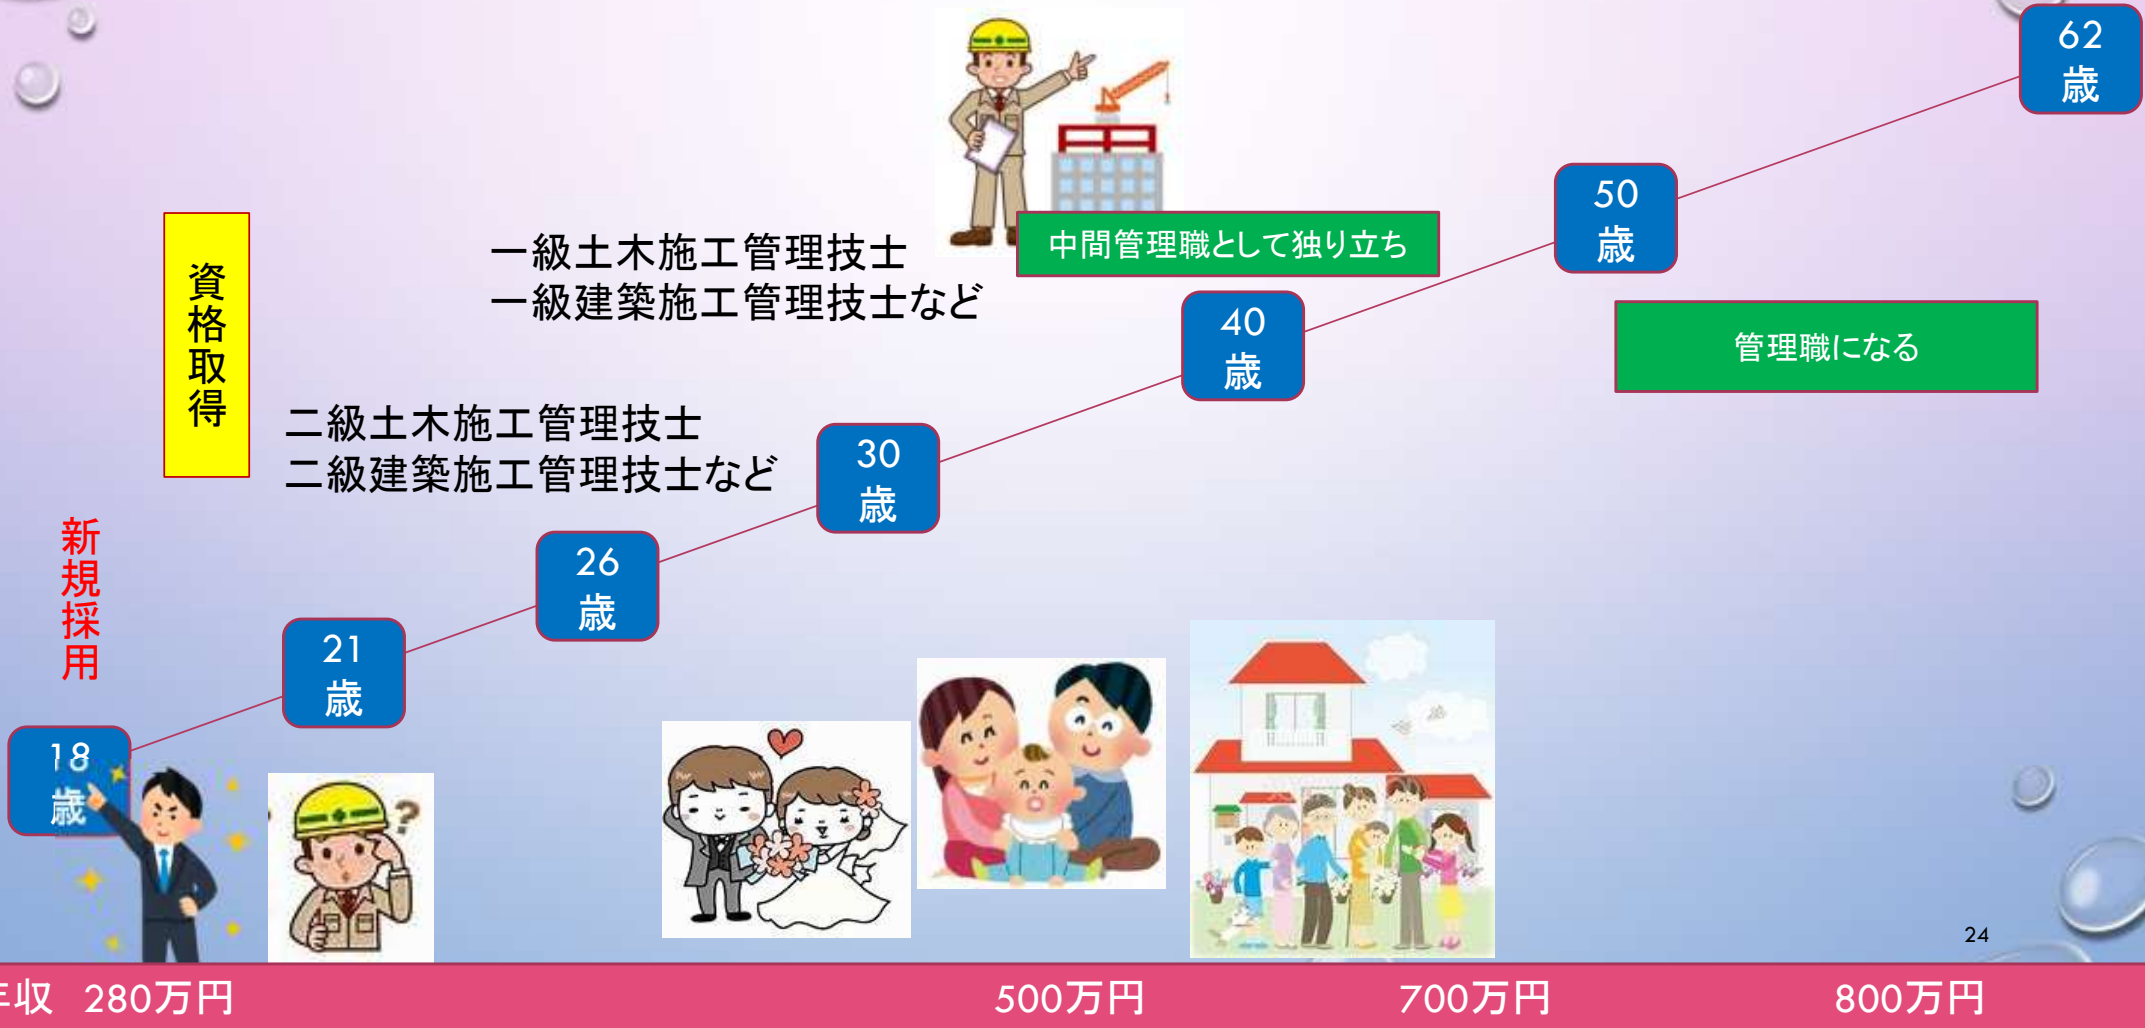 62
歳
50
歳
中間管理職として独り立ち
一級土木施工管理技士
一級建築施工管理技士など
資格取得
40
歳
管理職になる
二級土木施工管理技士
二級建築施工管理技士など
30
歳
新規採用
26
歳
21
歳
18
歳
?
24
年収 280万円
500万円
700万円
800万円